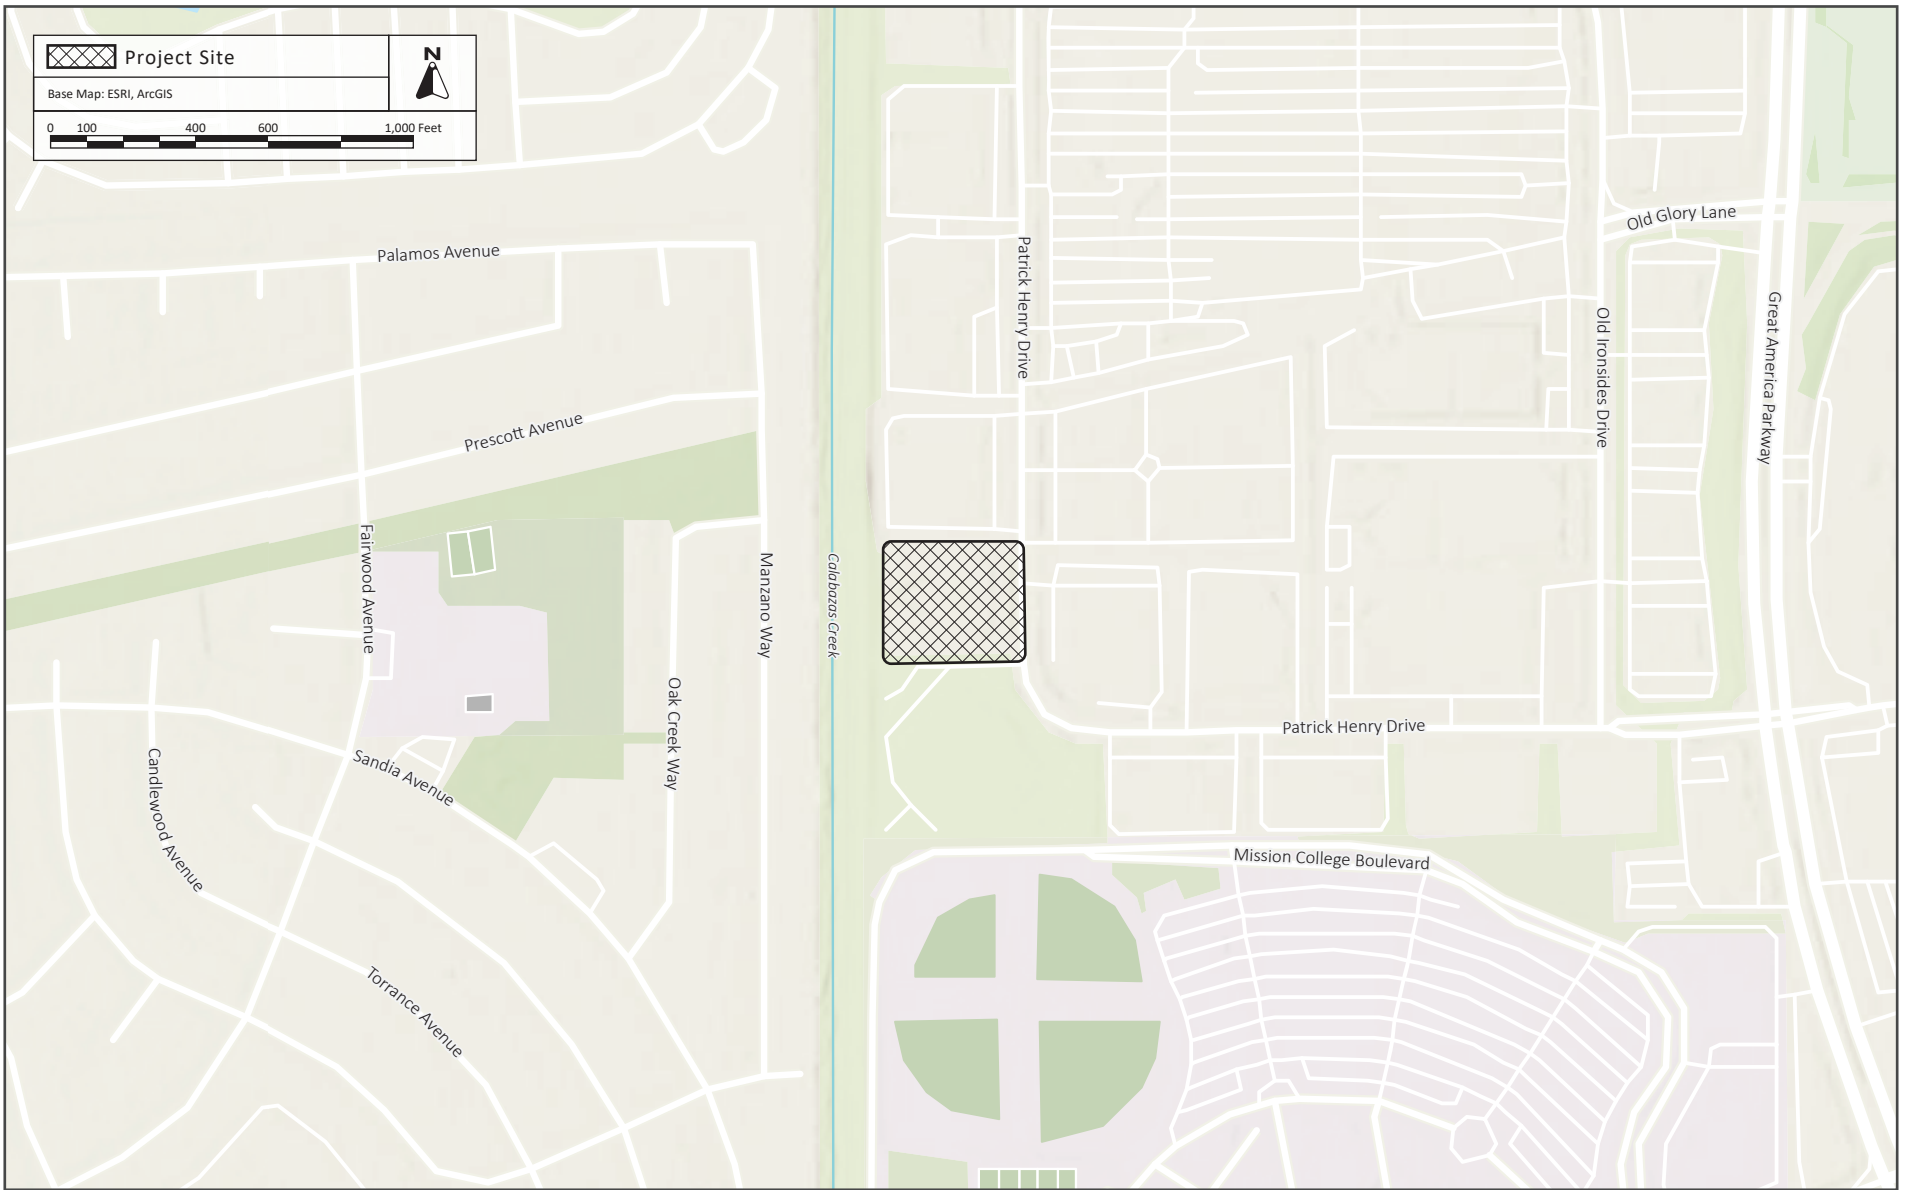 Project Site
N
Base Map: ESRI, ArcGIS
0 100 400 600 1,000 Feet
Old Glory Lane
Palamos Avenue
Patrick Henry Drive
Great America Parkway
Old Ironsides Drive
Prescott Avenue
Fairwood Avenue
Manzano Way
Calabazas Creek
Oak Creek Way
Patrick Henry Drive
Candlewood Avenue
Sandia Avenue
Mission College Boulevard
Torrance Avenue